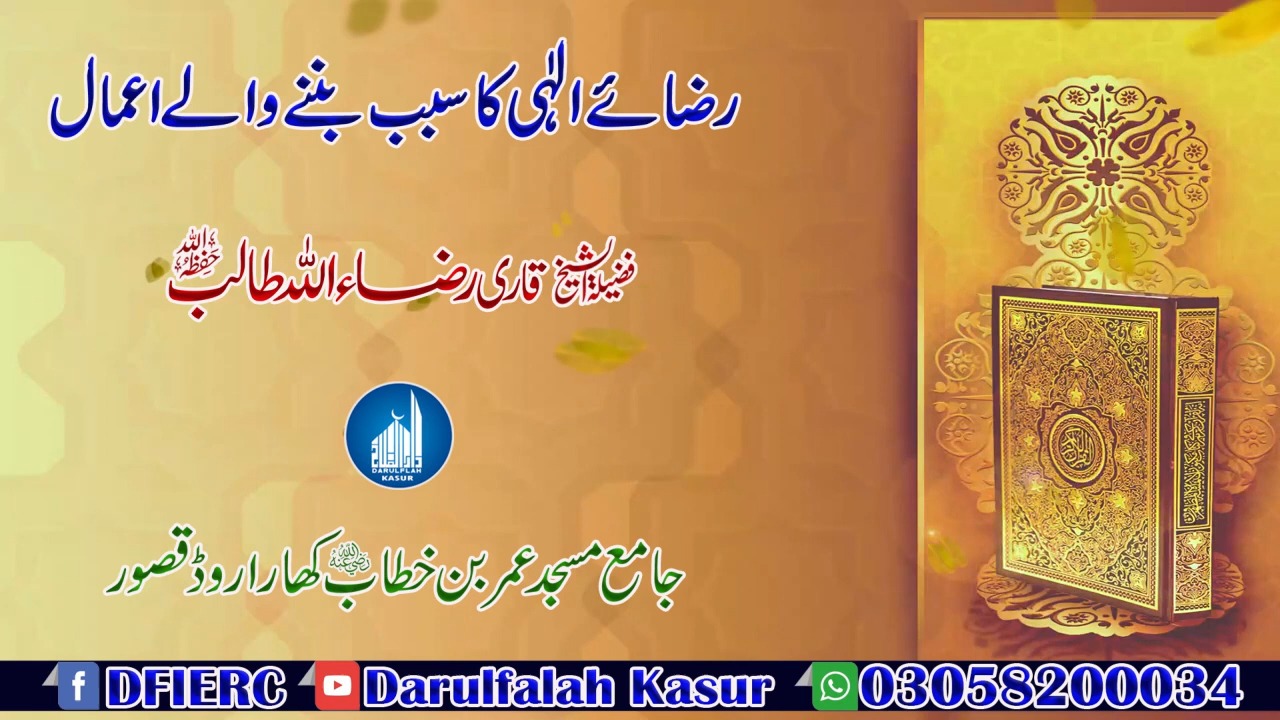 رضائے الٰہی کا سبب بننے والے اعمال
فضیلۃ الشیخ قاری رضاء اللہ طالب حفظہ اللہ
DARULFLAH
KASUR
جامع مسجد عمر بن خطاب رضی اللہ عنہ کھارا روڈ قصور
DFIERC Darulfalah Kasur 03058200034